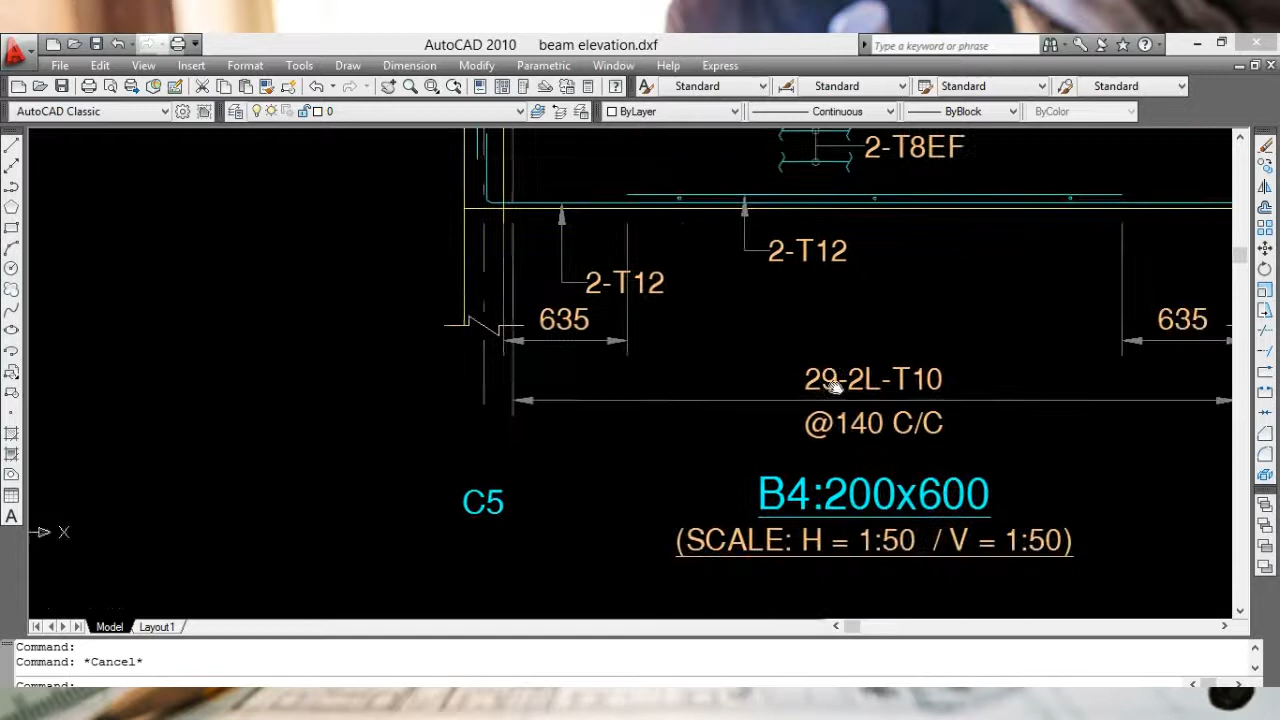 AutoCAD 2010 beam elevation.dxf
Type a keyword or phrase
File Edit View Insert Format Tools Draw Dimension Modify Parametric Window Help Express
Standard Standard Standard Standard
AutoCAD Classic 0 ByLayer Continuous ByBlock ByColor
2-T8EF
2-T12
2-T12
635 635
29-2L-T10
@140 C/C
C5
B4:200x600
(SCALE: H = 1:50 / V = 1:50)
X
Model Layout1
Command:
Command: *Cancel*
Command: